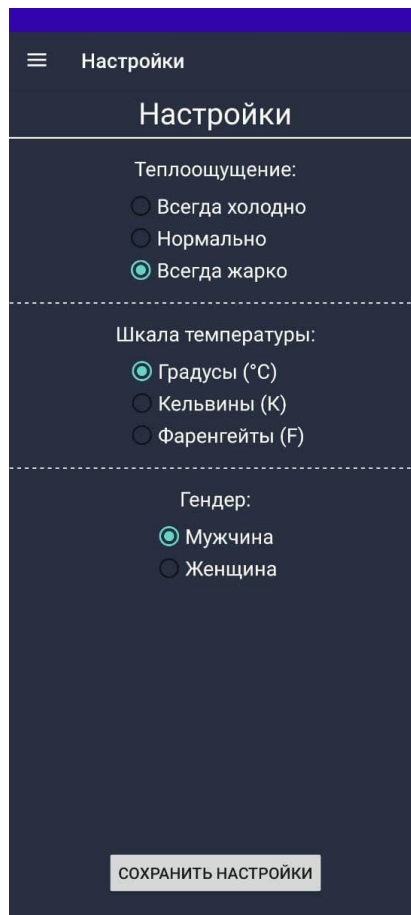 Настройки
Настройки
Теплоощущение:
Всегда холодно
Нормально
Всегда жарко
Шкала температуры:
Градусы (°C)
Кельвины (K)
Фаренгейты (F)
Гендер:
Мужчина
Женщина
СОХРАНИТЬ НАСТРОЙКИ